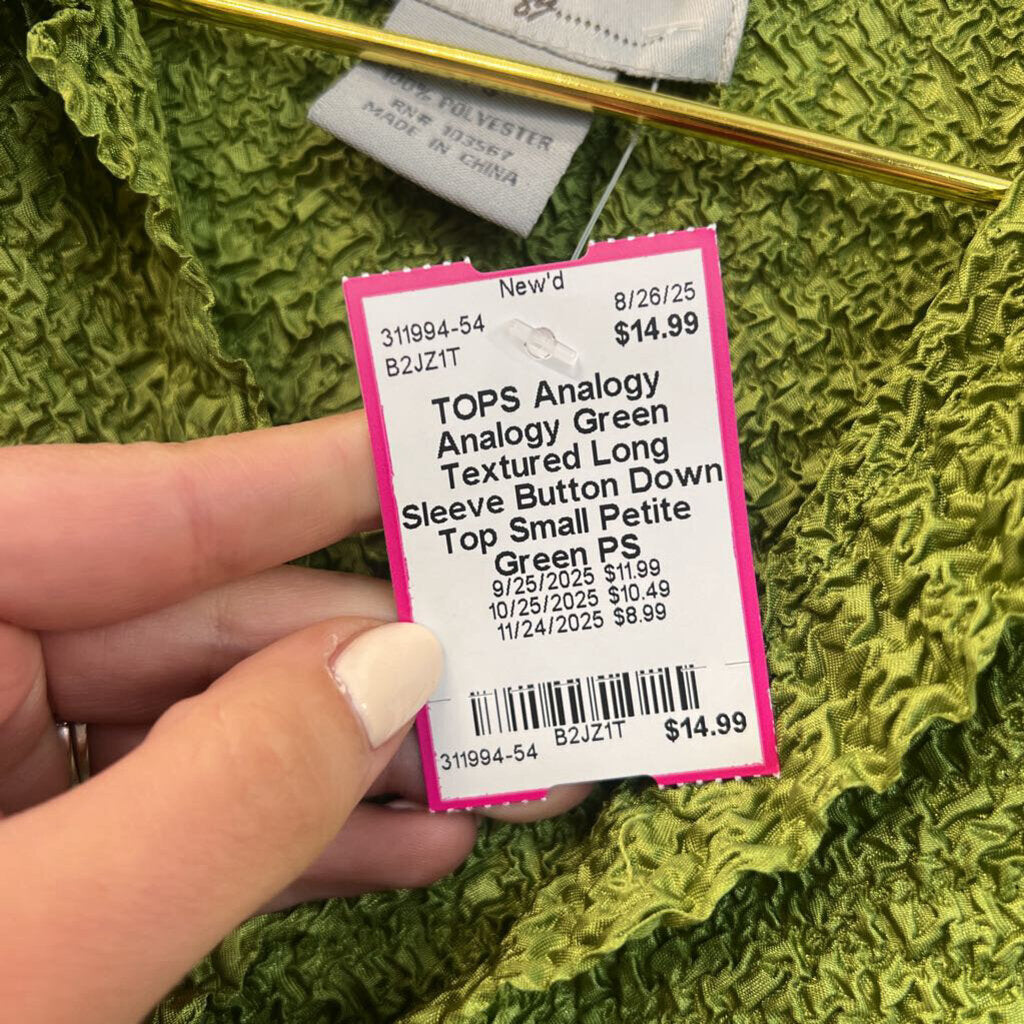 100% POLYESTER
RN# 103567
MADE IN CHINA
New'd
8/26/25
311994-54
$14.99
B2JZ1T
TOPS Analogy
Analogy Green
Textured Long
Sleeve Button Down
Top Small Petite
Green PS
9/25/2025 $11.99
10/25/2025 $10.49
11/24/2025 $8.99
311994-54 B2JZ1T $14.99